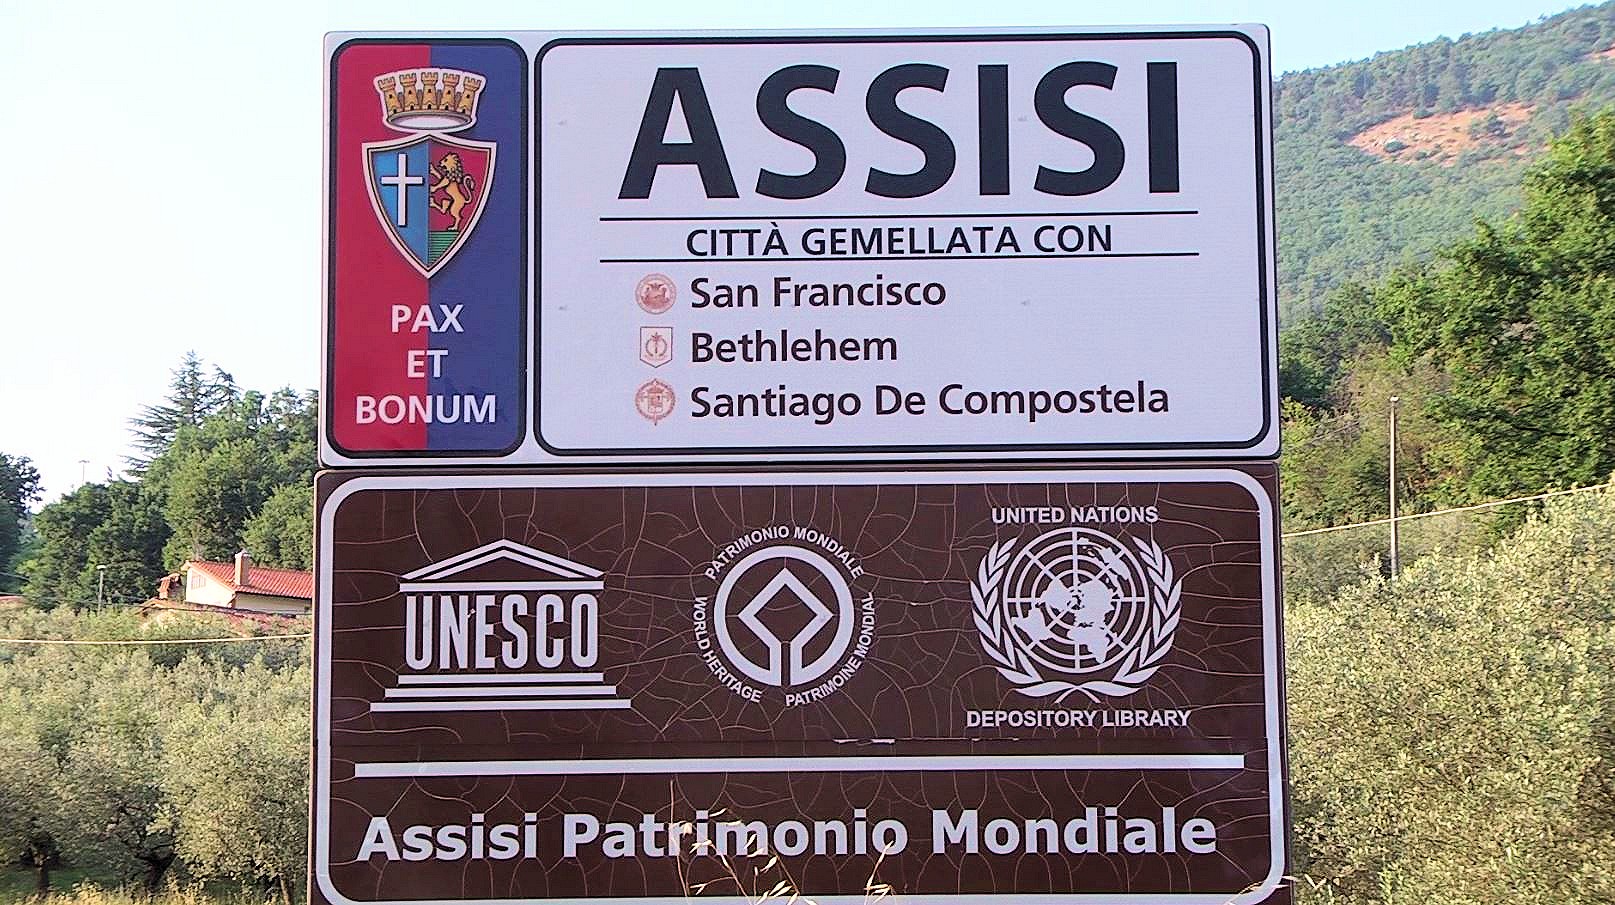 ASSISI
CITTÀ GEMELLATA CON
San Francisco
Bethlehem
Santiago De Compostela
PAX
ET
BONUM
UNESCO
PATRIMONIO MONDIALE
WORLD HERITAGE
PATRIMOINE MONDIAL
UNITED NATIONS
DEPOSITORY LIBRARY
Assisi Patrimonio Mondiale